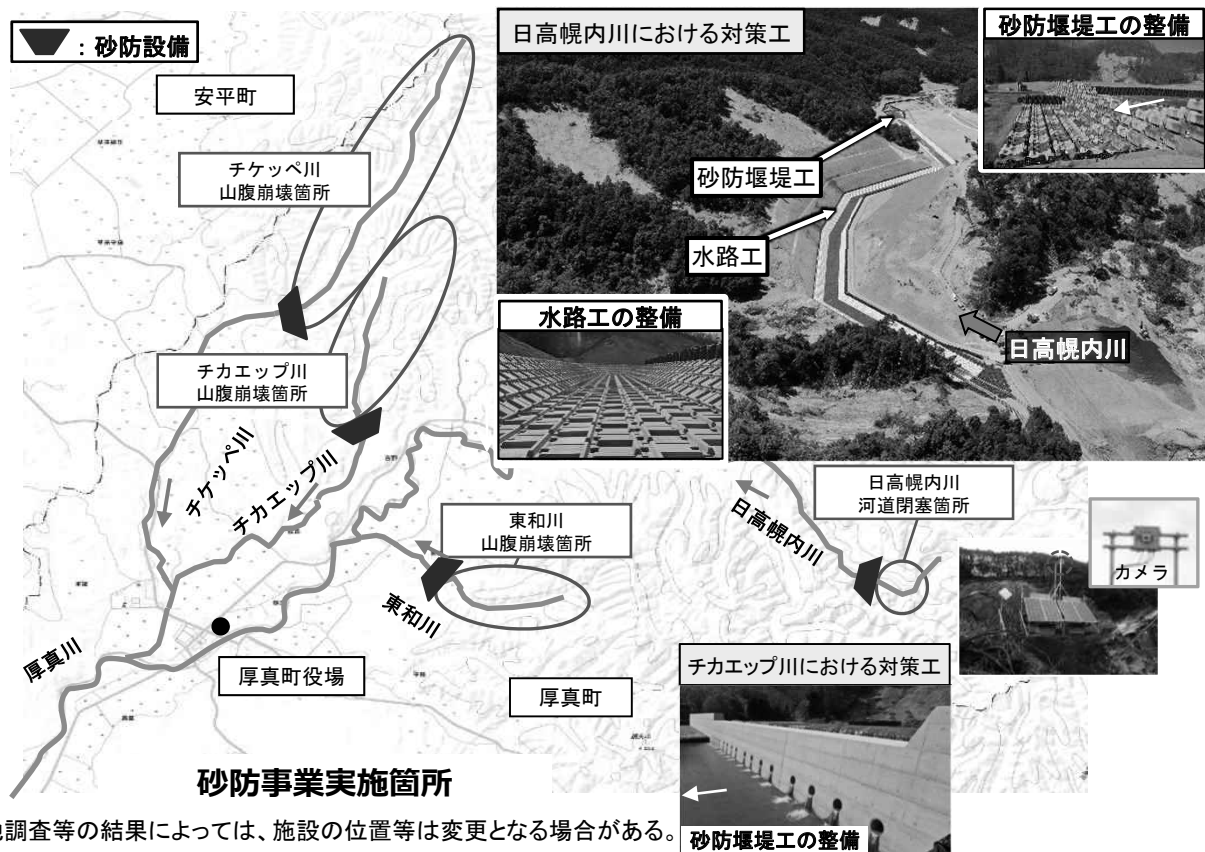 ：砂防設備
安平町
チケッペ川
山腹崩壊箇所
チカエップ川
山腹崩壊箇所
チケッペ川
チカエップ川
東和川
山腹崩壊箇所
東和川
厚真川
厚真町役場
厚真町
日高幌内川
日高幌内川
河道閉塞箇所
日高幌内川における対策工
砂防堰堤工の整備
砂防堰堤工
水路工
水路工の整備
日高幌内川
カメラ
チカエップ川における対策工
砂防堰堤工の整備
砂防事業実施箇所
調査等の結果によっては、施設の位置等は変更となる場合がある。